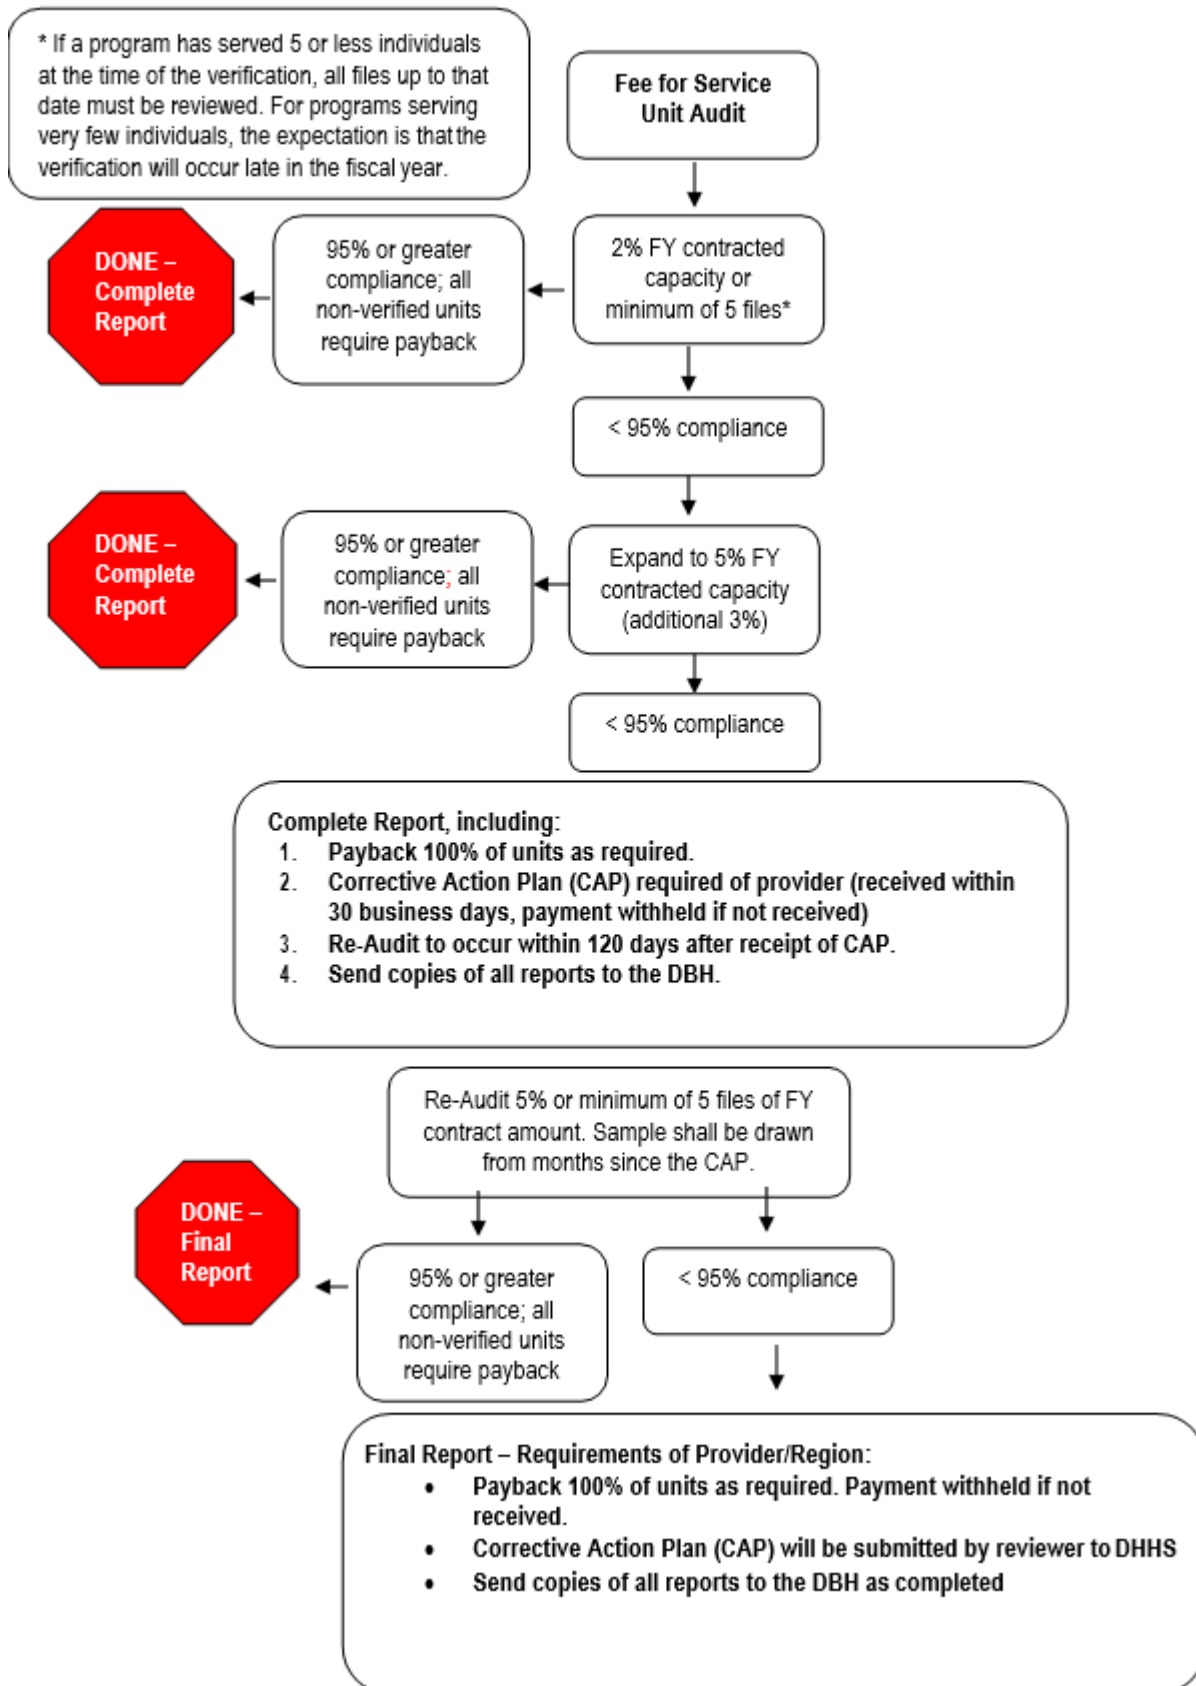 * If a program has served 5 or less individuals
at the time of the verification, all files up to that
date must be reviewed. For programs serving
very few individuals, the expectation is that the
verification will occur late in the fiscal year.
Fee for Service
Unit Audit
2% FY contracted
capacity or
minimum of 5 files*
95% or greater
compliance; all
non-verified units
require payback
DONE –
Complete
Report
< 95% compliance
Expand to 5% FY
contracted capacity
(additional 3%)
95% or greater
compliance; all
non-verified units
require payback
DONE –
Complete
Report
< 95% compliance
Complete Report, including:
1. Payback 100% of units as required.
2. Corrective Action Plan (CAP) required of provider (received within
30 business days, payment withheld if not received)
3. Re-Audit to occur within 120 days after receipt of CAP.
4. Send copies of all reports to the DBH.
Re-Audit 5% or minimum of 5 files of FY
contract amount. Sample shall be drawn
from months since the CAP.
95% or greater
compliance; all
non-verified units
require payback
DONE –
Final
Report
< 95% compliance
Final Report – Requirements of Provider/Region:
• Payback 100% of units as required. Payment withheld if not
received.
• Corrective Action Plan (CAP) will be submitted by reviewer to DHHS
• Send copies of all reports to the DBH as completed